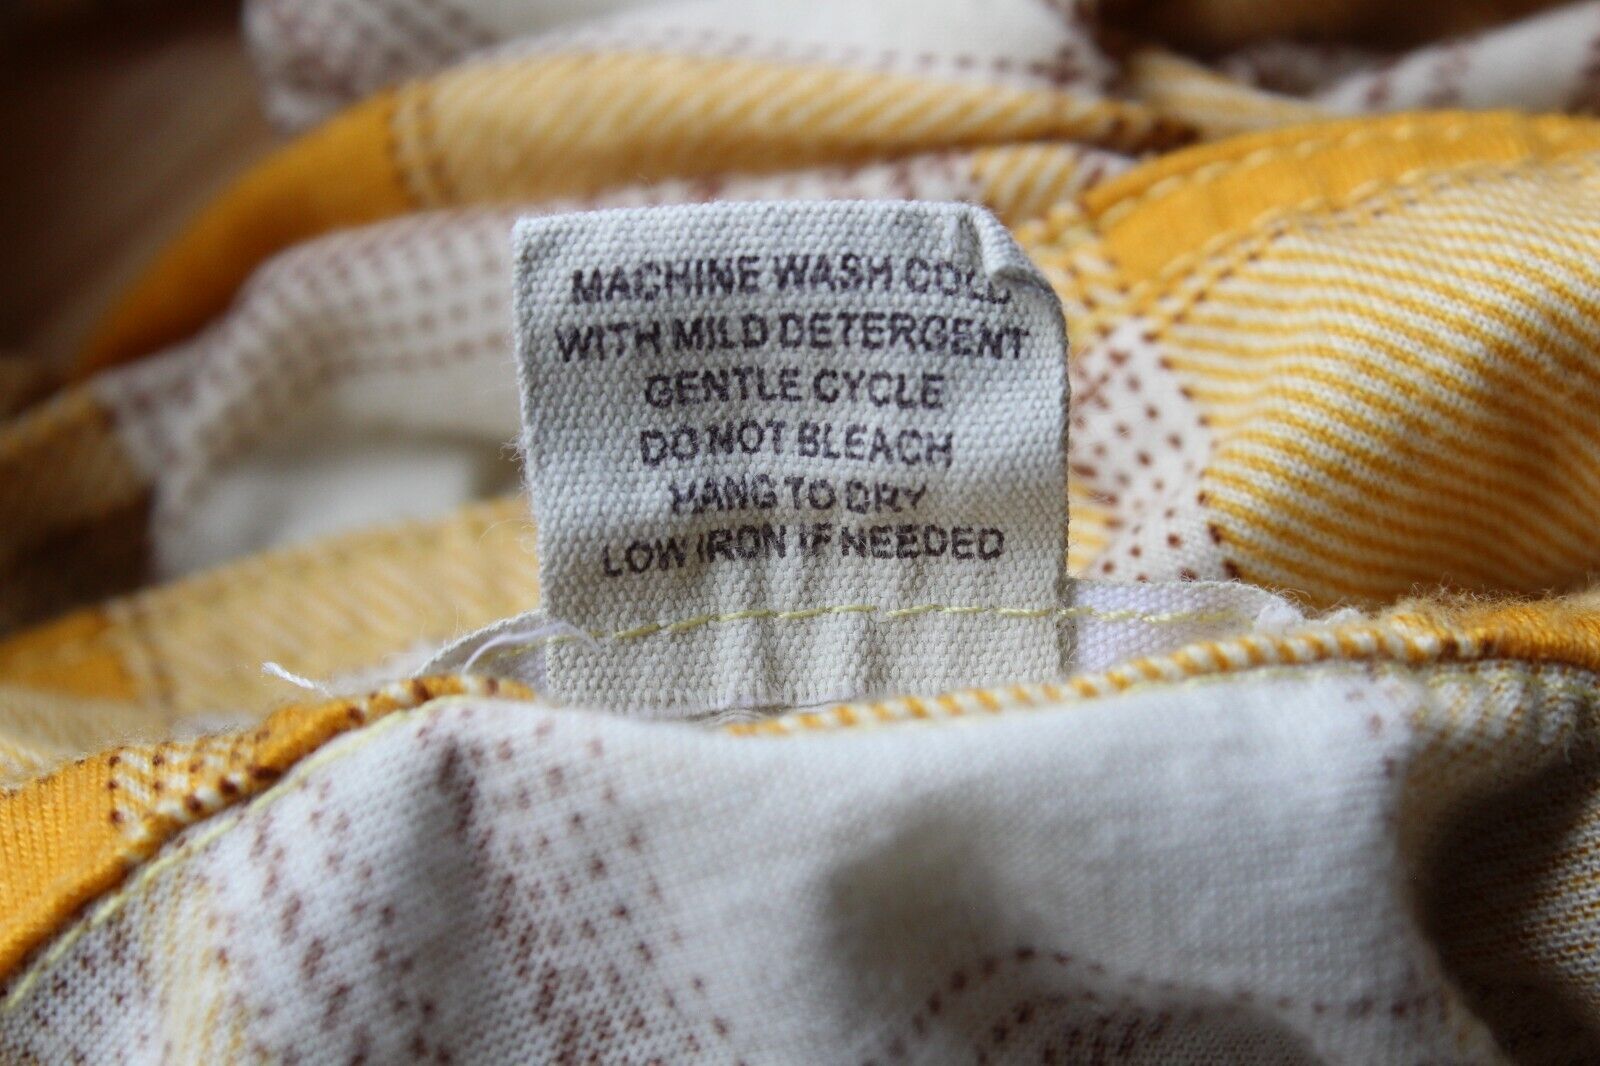 MACHINE WASH COLD
WITH MILD DETERGENT
GENTLE CYCLE
DO NOT BLEACH
HANG TO DRY
LOW IRON IF NEEDED